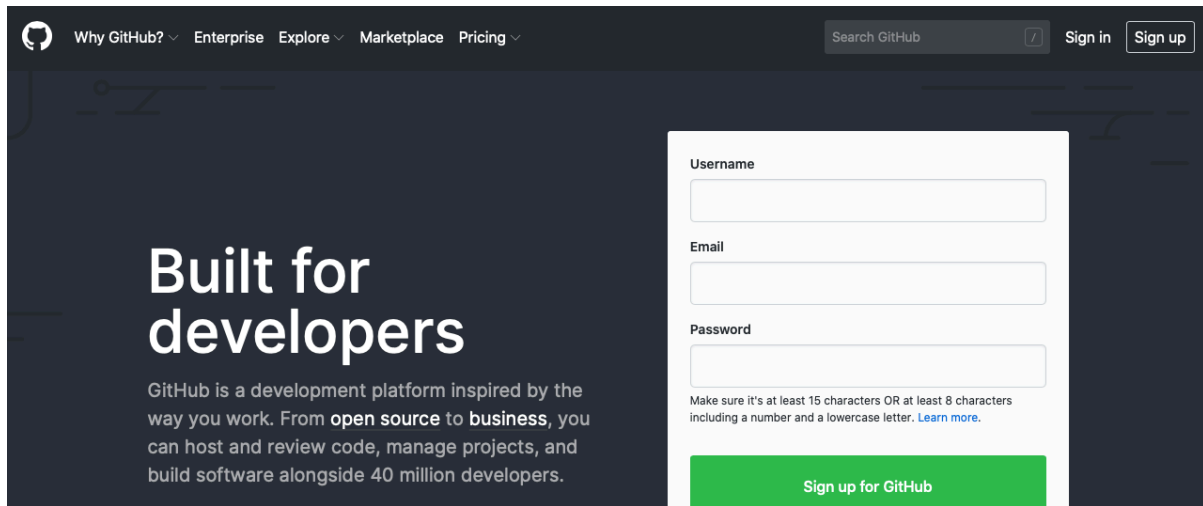 Why GitHub? Enterprise Explore Marketplace Pricing Search GitHub / Sign in Sign up
Built for
developers
GitHub is a development platform inspired by the
way you work. From open source to business, you
can host and review code, manage projects, and
build software alongside 40 million developers.
Username
Email
Password
Make sure it's at least 15 characters OR at least 8 characters
including a number and a lowercase letter. Learn more.
Sign up for GitHub